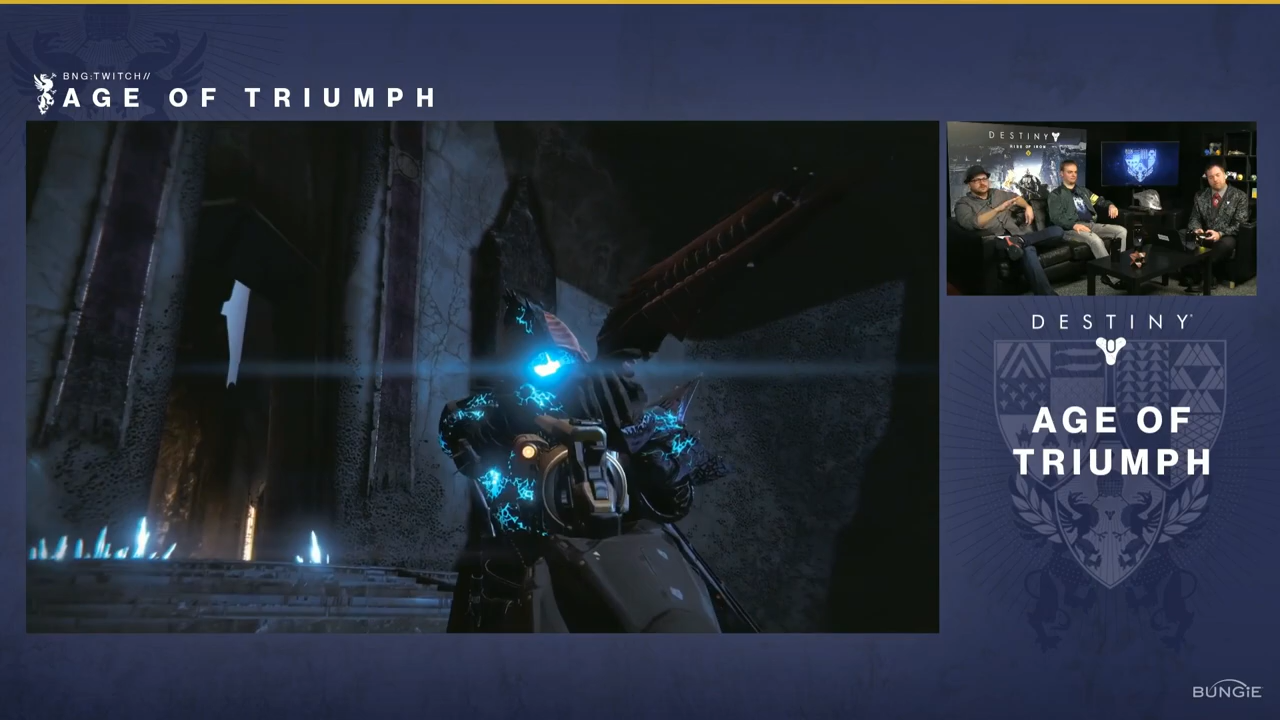 BNG:TWITCH//
AGE OF TRIUMPH
DESTINY
RISE OF IRON
DESTINY
AGE OF
TRIUMPH
BUNGiE